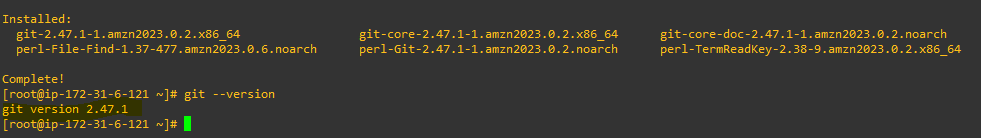 Installed:
git-2.47.1-1.amzn2023.0.2.x86_64 git-core-2.47.1-1.amzn2023.0.2.x86_64 git-core-doc-2.47.1-1.amzn2023.0.2.noarch
perl-File-Find-1.37-477.amzn2023.0.6.noarch perl-Git-2.47.1-1.amzn2023.0.2.noarch perl-TermReadKey-2.38-9.amzn2023.0.2.x86_64
Complete!
[root@ip-172-31-6-121 ~]# git --version
git version 2.47.1
[root@ip-172-31-6-121 ~]#